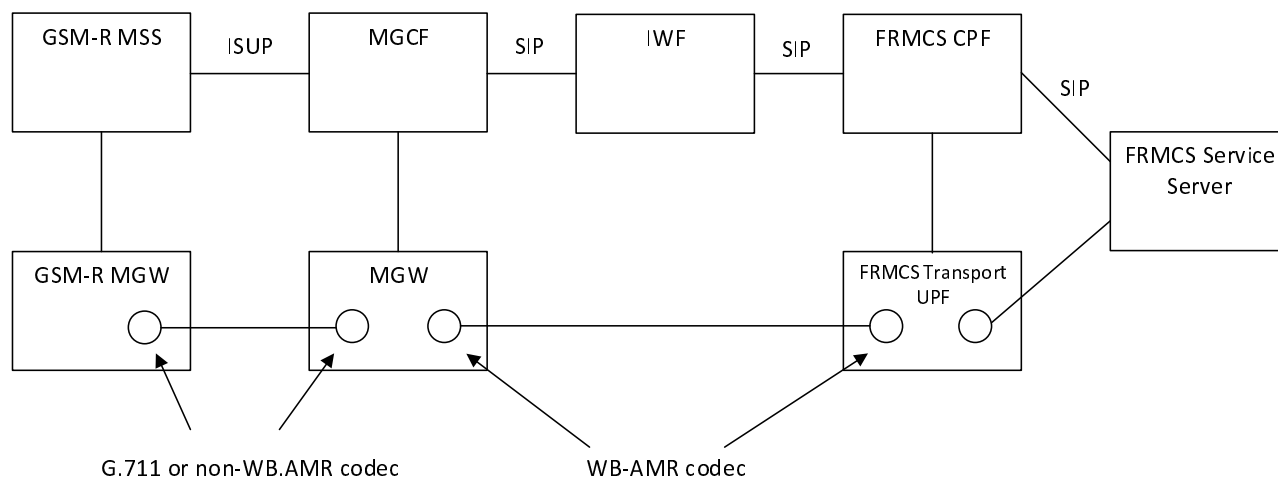 GSM-R MSS
ISUP
MGCF
SIP
IWF
SIP
FRMCS CPF
SIP
FRMCS Service
Server
GSM-R MGW
MGW
FRMCS Transport
UPF
G.711 or non-WB.AMR codec
WB-AMR codec